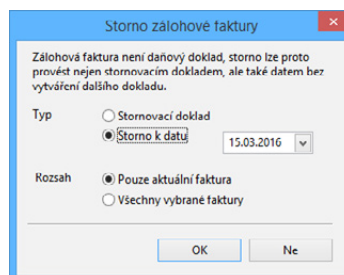 Storno zálohové faktury
Zálohová faktura není daňový doklad, storno lze proto
provést nejen stornovacím dokladem, ale také datem bez
vytváření dalšího dokladu.
Typ
Stornovací doklad
Storno k datu
15.03.2016
Rozsah
Pouze aktuální faktura
Všechny vybrané faktury
OK
Ne